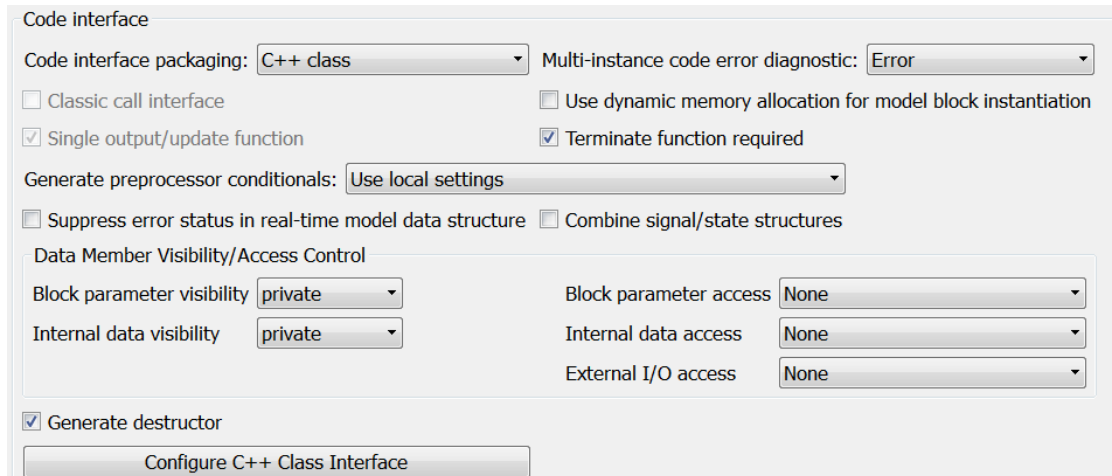 Code interface
Code interface packaging: C++ class Multi-instance code error diagnostic: Error
Classic call interface Use dynamic memory allocation for model block instantiation
Single output/update function Terminate function required
Generate preprocessor conditionals: Use local settings
Suppress error status in real-time model data structure Combine signal/state structures
Data Member Visibility/Access Control
Block parameter visibility private Block parameter access None
Internal data visibility private Internal data access None
External I/O access None
Generate destructor
Configure C++ Class Interface